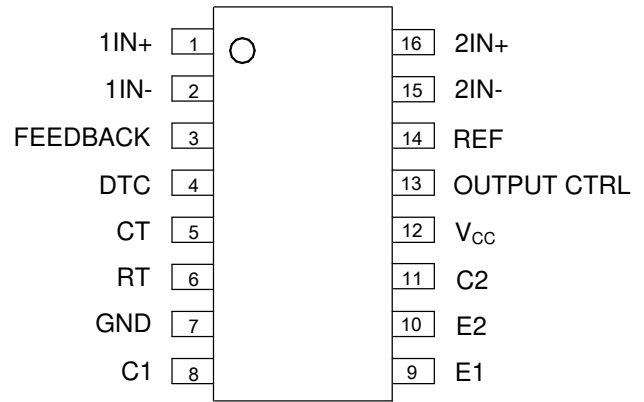 1IN+ 1 16 2IN+
1IN- 2 15 2IN-
FEEDBACK 3 14 REF
DTC 4 13 OUTPUT CTRL
CT 5 12 VCC
RT 6 11 C2
GND 7 10 E2
C1 8 9 E1